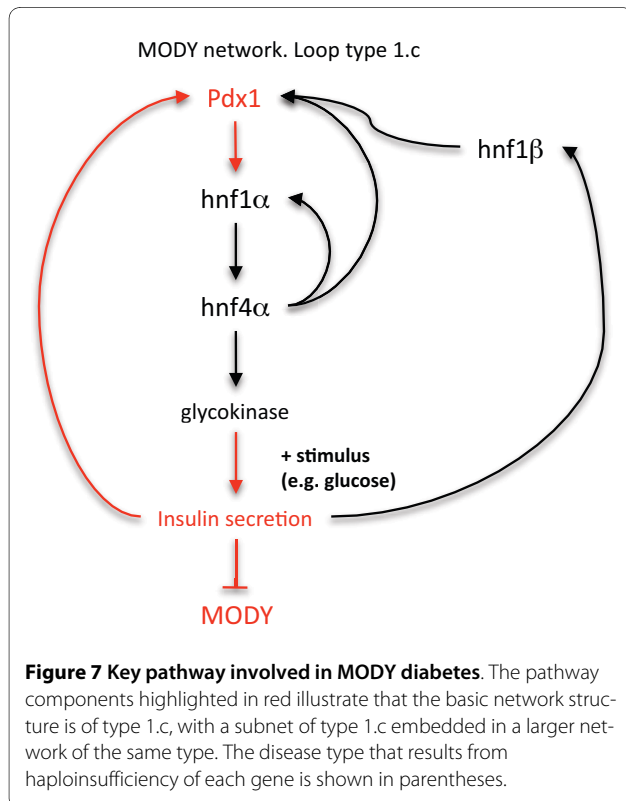 MODY network. Loop type 1.c
Pdx1
hnf1β
hnf1α
hnf4α
glycokinase
+ stimulus
(e.g. glucose)
Insulin secretion
MODY
Figure 7 Key pathway involved in MODY diabetes. The pathway
components highlighted in red illustrate that the basic network struc-
ture is of type 1.c, with a subnet of type 1.c embedded in a larger net-
work of the same type. The disease type that results from
haploinsufficiency of each gene is shown in parentheses.